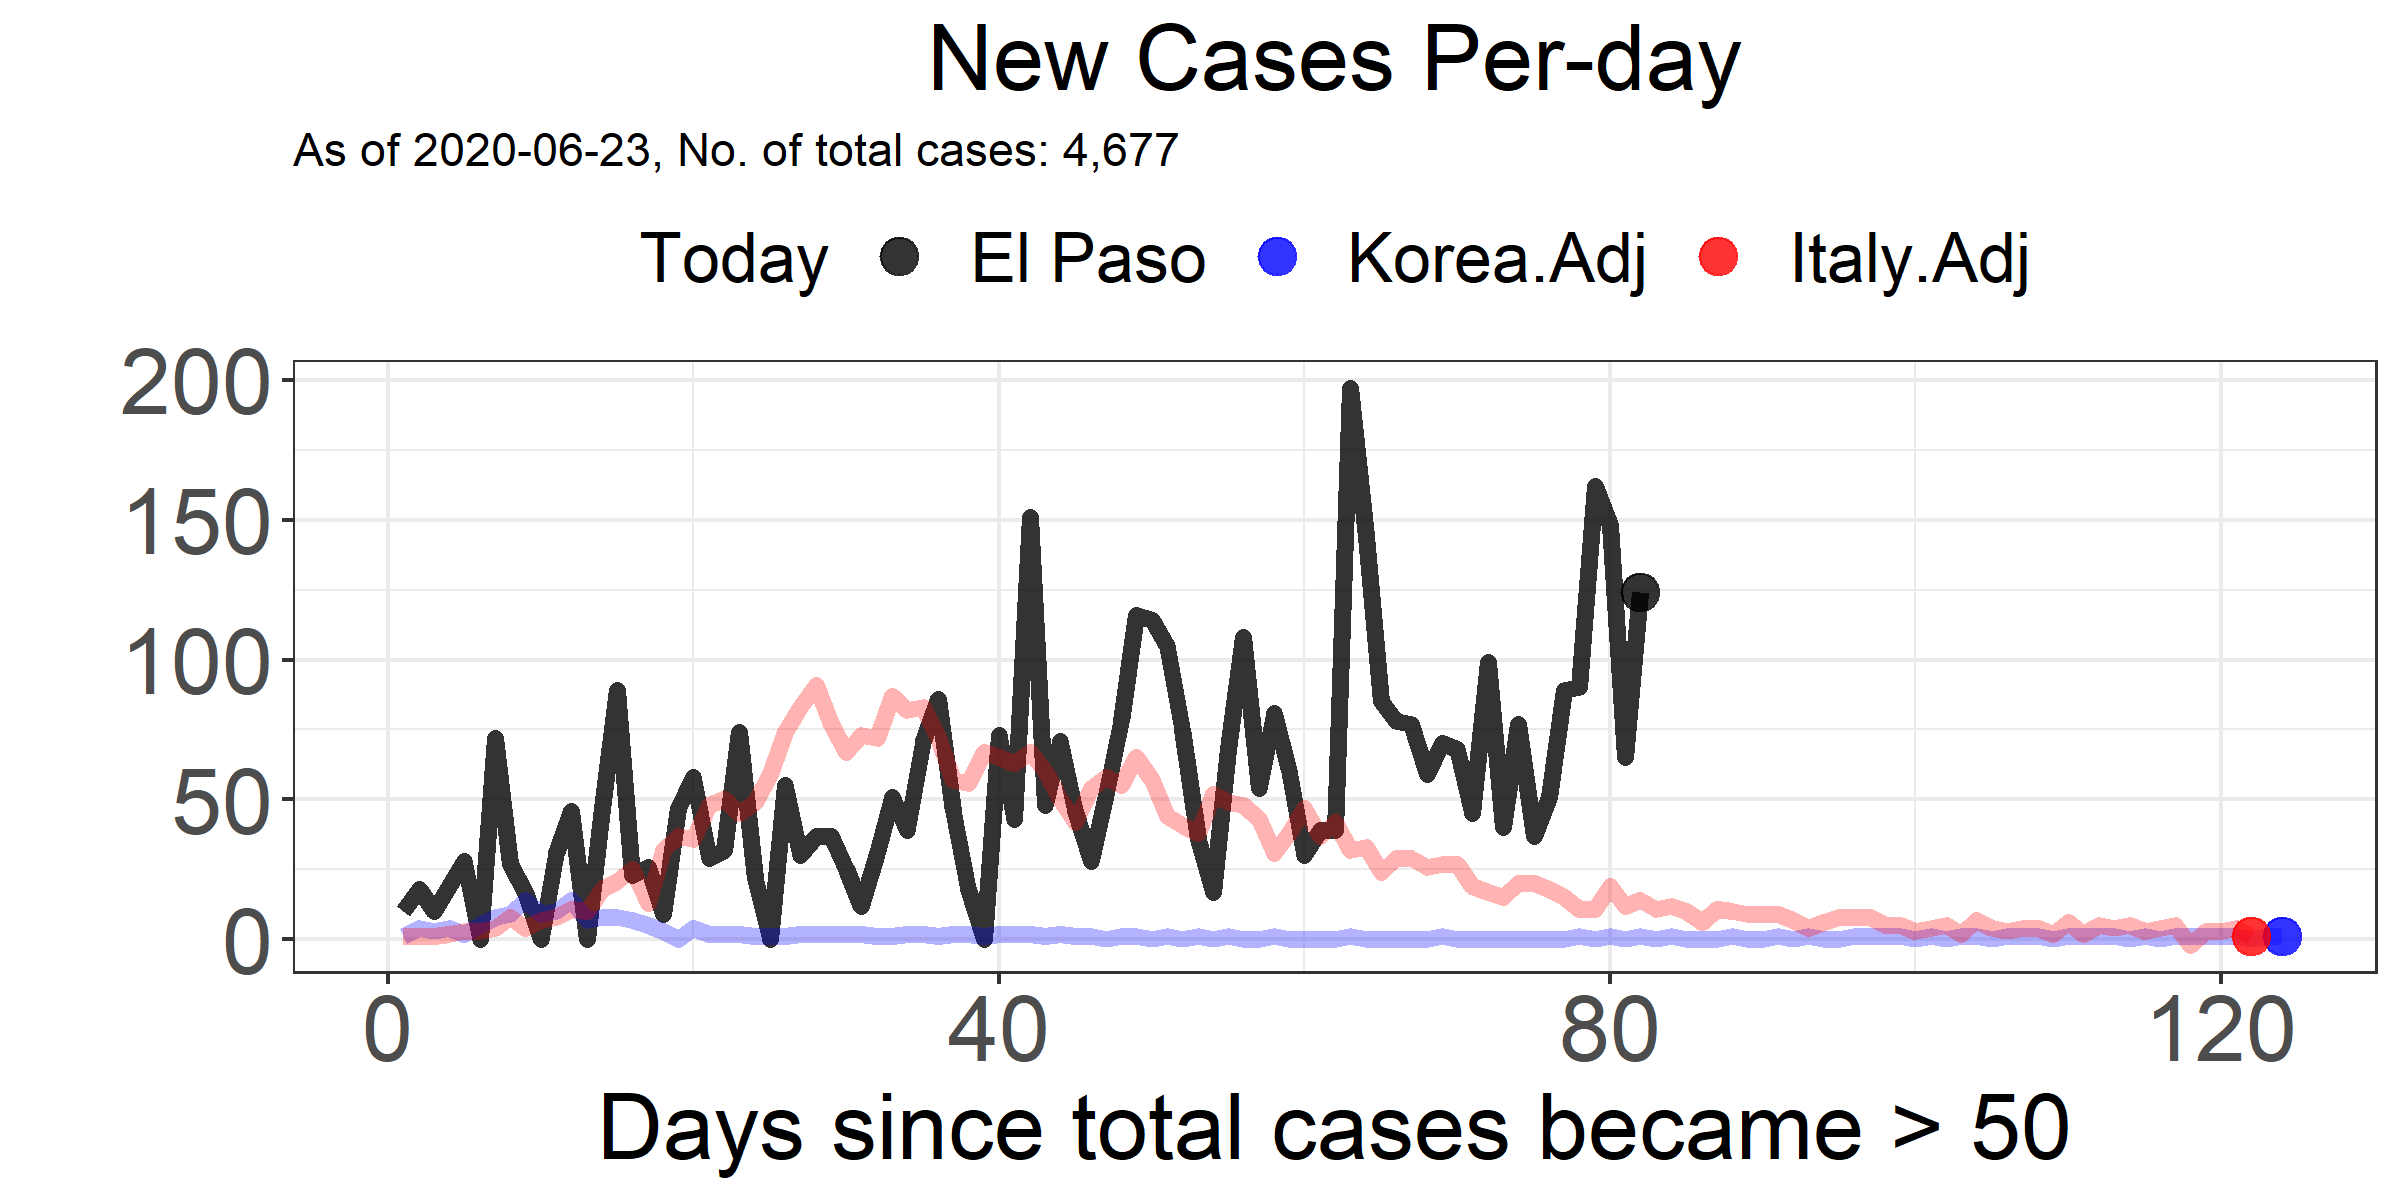 New Cases Per-day
As of 2020-06-23, No. of total cases: 4,677
Today El Paso Korea.Adj Italy.Adj
200
150
100
50
0
0 40 80 120
Days since total cases became > 50